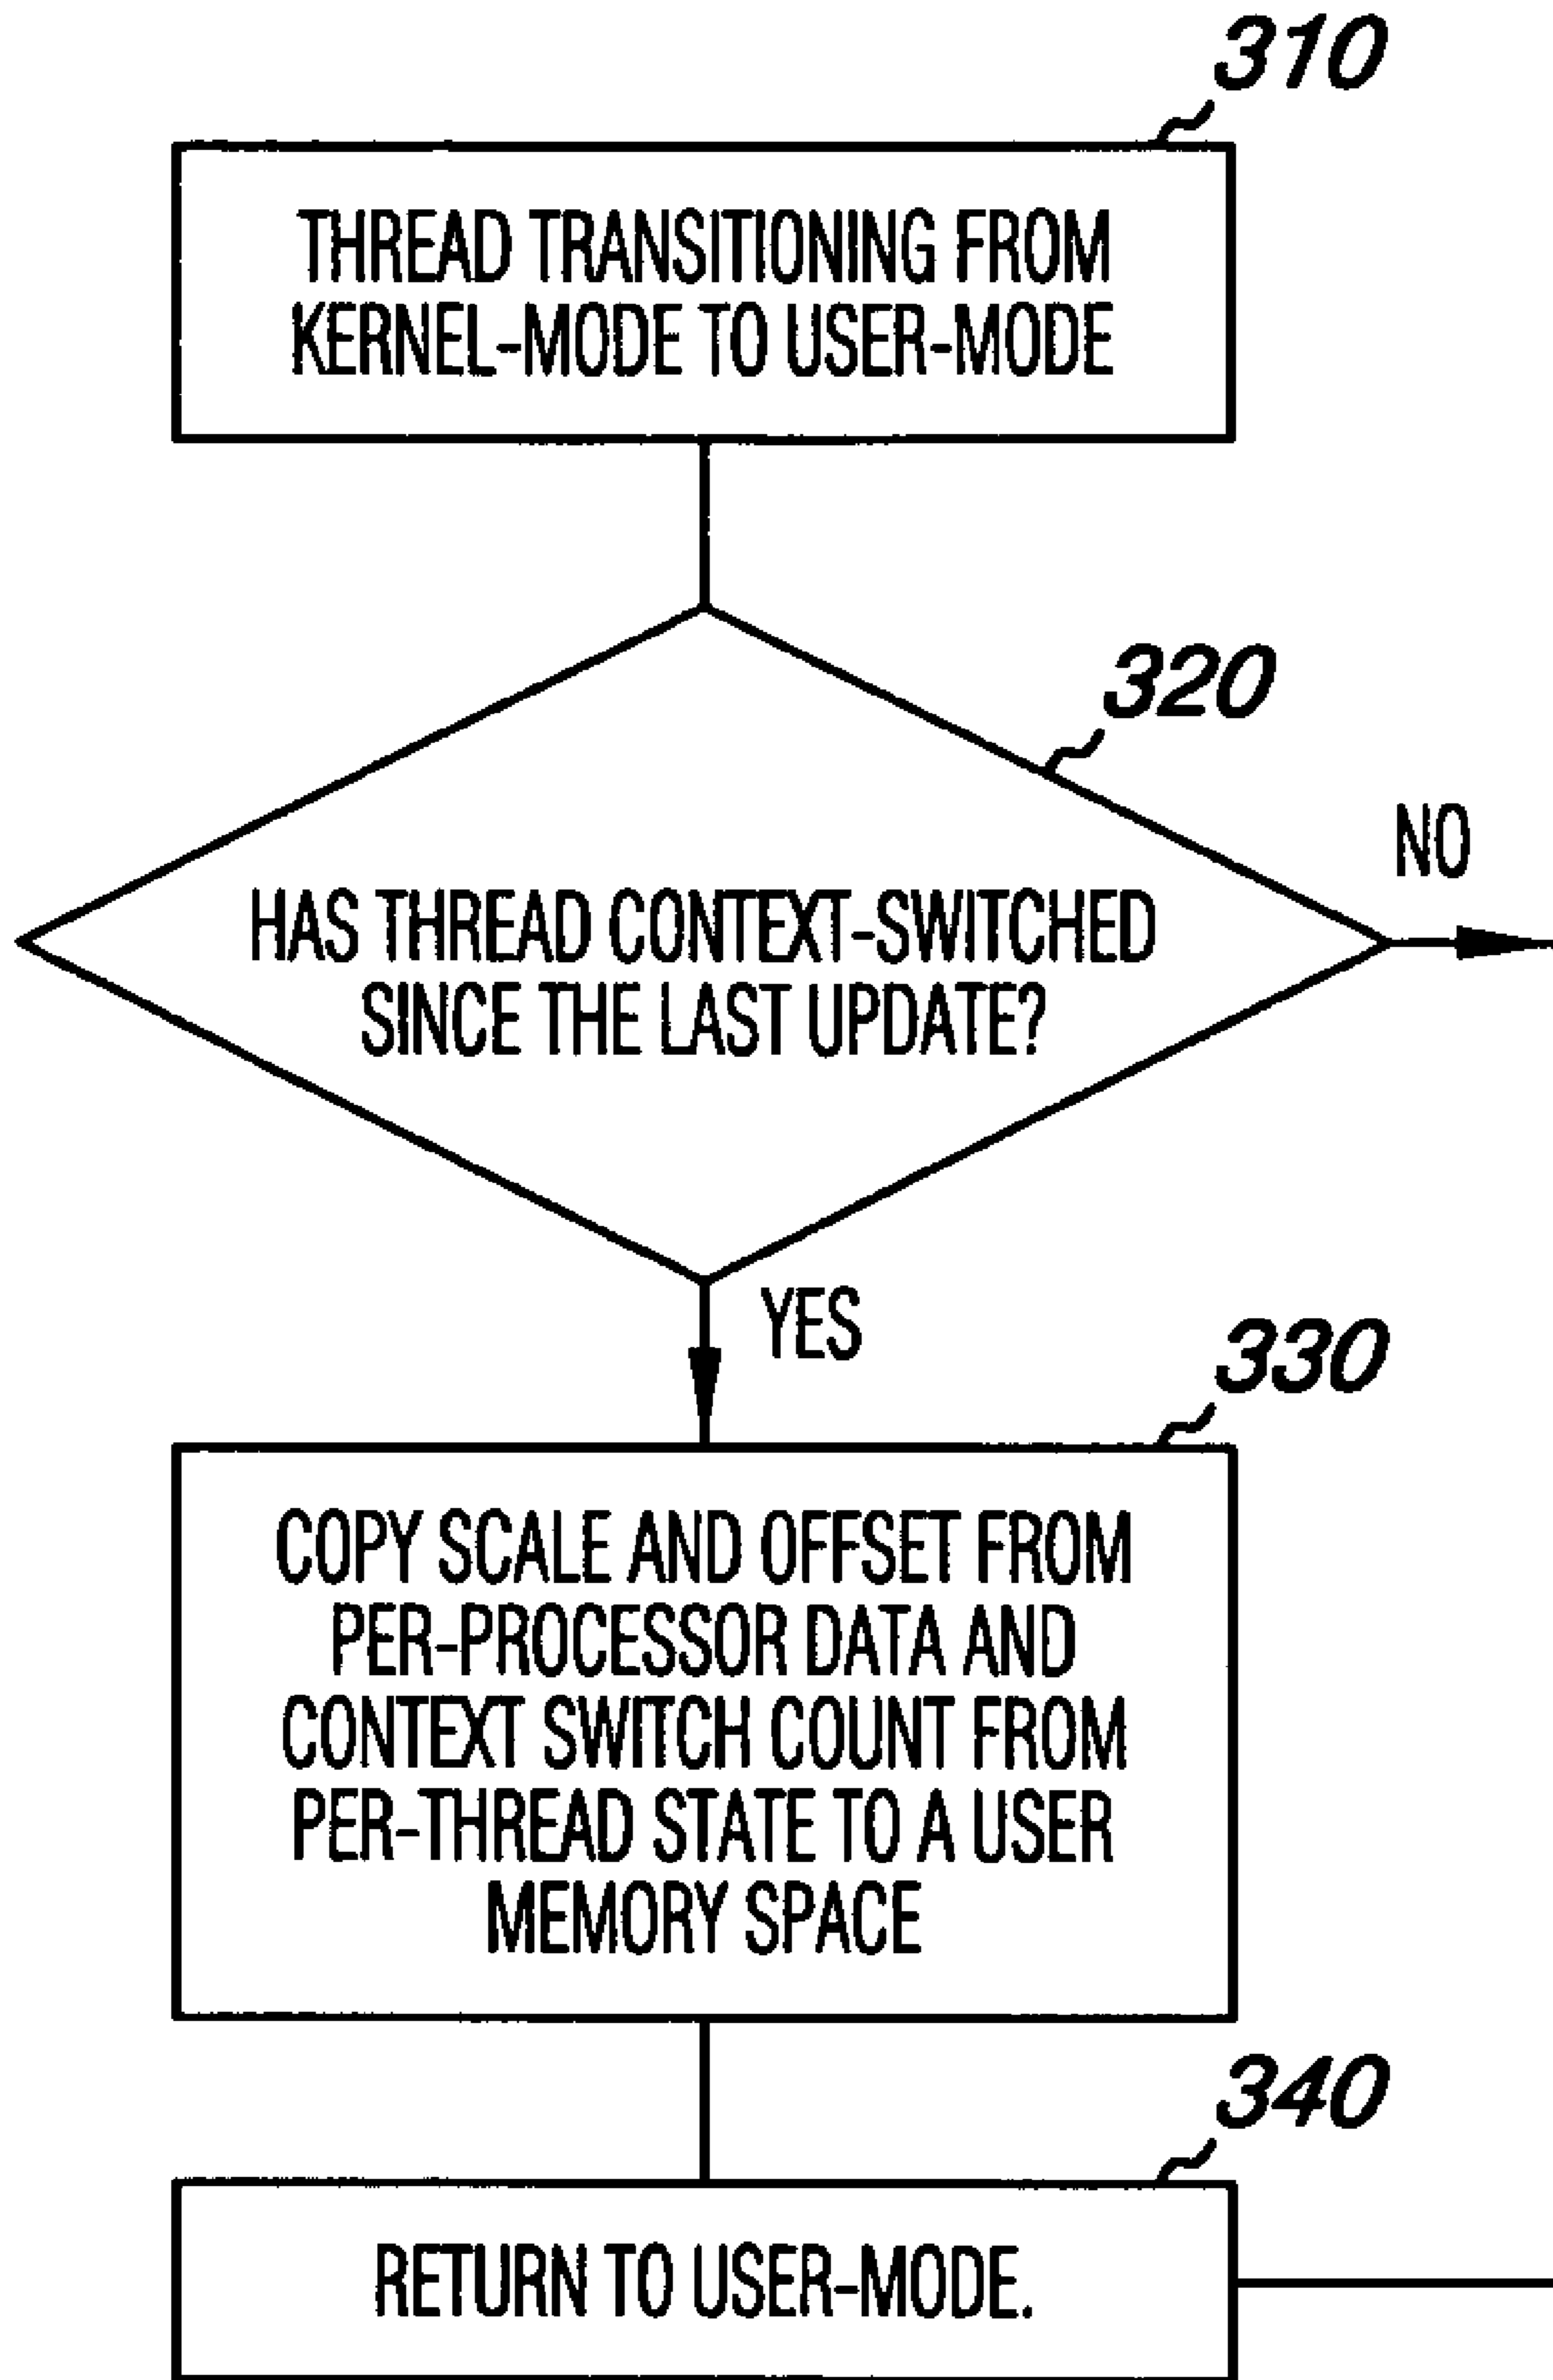 310
THREAD TRANSITIONING FROM
KERNEL-MODE TO USER-MODE
320
NO
HAS THREAD CONTEXT-SWITCHED
SINCE THE LAST UPDATE?
YES
330
COPY SCALE AND OFFSET FROM
PER-PROCESSOR DATA AND
CONTEXT SWITCH COUNT FROM
PER-THREAD STATE TO A USER
MEMORY SPACE
340
RETURN TO USER-MODE.